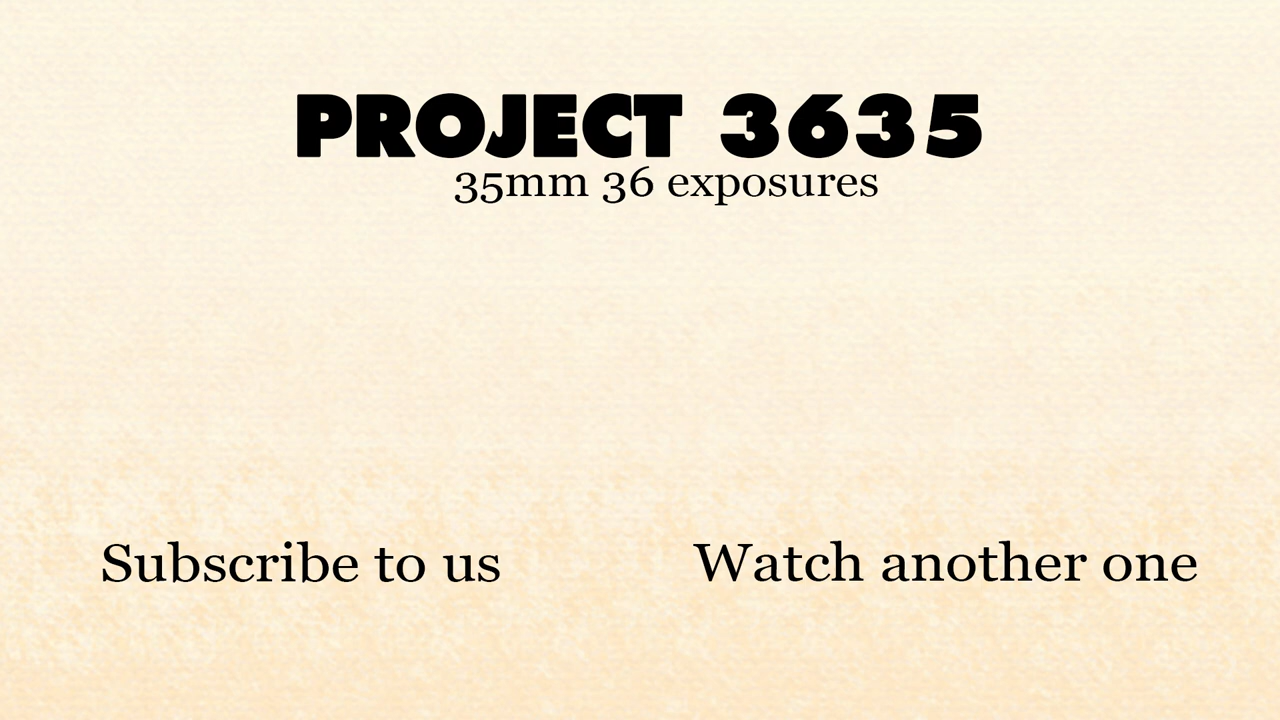 PROJECT 3635
35mm 36 exposures
Subscribe to us
Watch another one